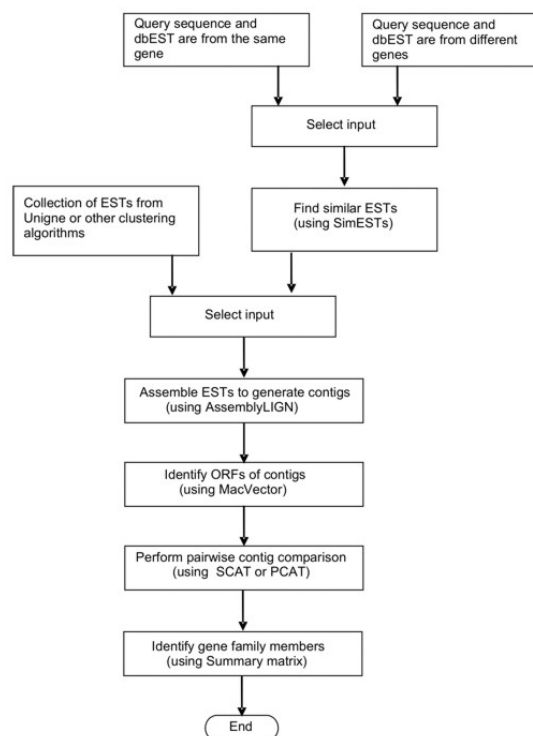 Query sequence and
dbEST are from the same
gene
Query sequence and
dbEST are from different
genes
Select input
Collection of ESTs from
Unigne or other clustering
algorithms
Find similar ESTs
(using SimESTs)
Select input
Assemble ESTs to generate contigs
(using AssemblyLIGN)
Identify ORFs of contigs
(using MacVector)
Perform pairwise contig comparison
(using SCAT or PCAT)
Identify gene family members
(using Summary matrix)
End